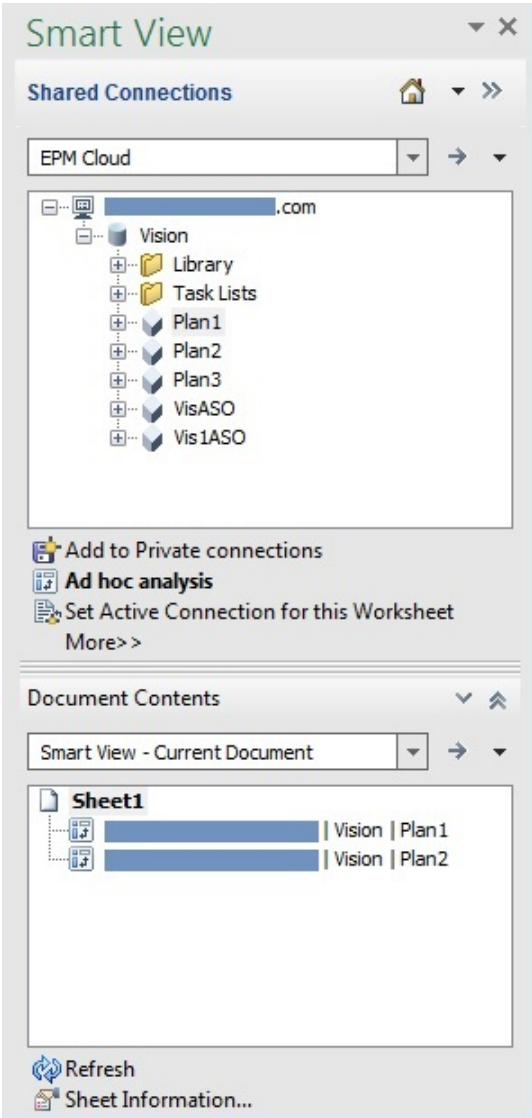 Smart View
Shared Connections
EPM Cloud
.com
Vision
Library
Task Lists
Plan1
Plan2
Plan3
VisASO
Vis1ASO
Add to Private connections
Ad hoc analysis
Set Active Connection for this Worksheet
More>>
Document Contents
Smart View - Current Document
Sheet1
| Vision | Plan1
| Vision | Plan2
Refresh
Sheet Information...